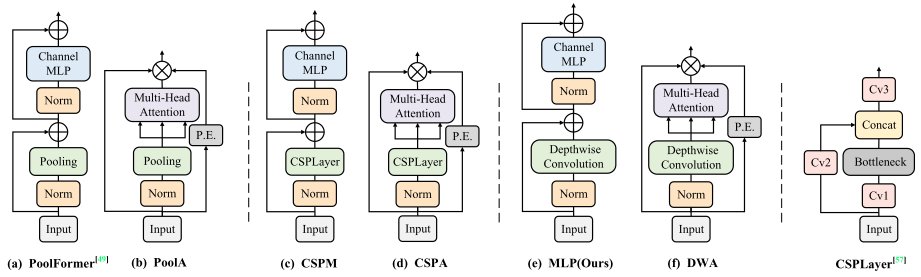 Channel
MLP
Norm
Pooling
Norm
Input
(a) PoolFormer[49]
Multi-Head
Attention
P.E.
Pooling
Norm
Input
(b) PoolA
Channel
MLP
Norm
CSPLayer
Norm
Input
(c) CSPM
Multi-Head
Attention
P.E.
CSPLayer
Norm
Input
(d) CSPA
Channel
MLP
Norm
Depthwise
Convolution
Norm
Input
(e) MLP(Ours)
Multi-Head
Attention
P.E.
Depthwise
Convolution
Norm
Input
(f) DWA
Cv3
Concat
Cv2
Bottleneck
Cv1
Input
CSPLayer[57]